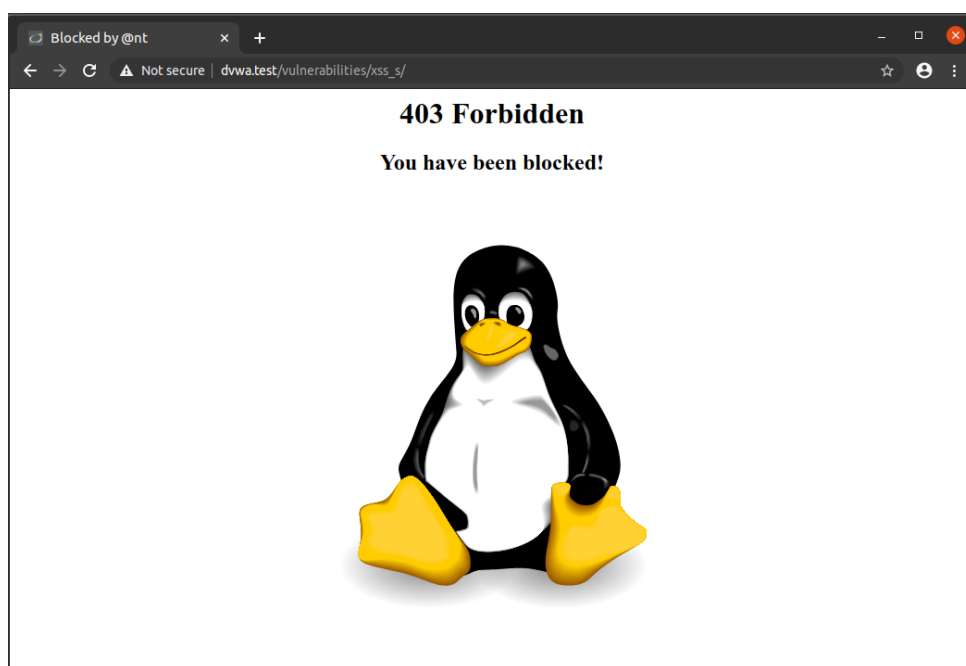 Blocked by @nt
Not secure | dvwa.test/vulnerabilities/xss_s/
403 Forbidden
You have been blocked!